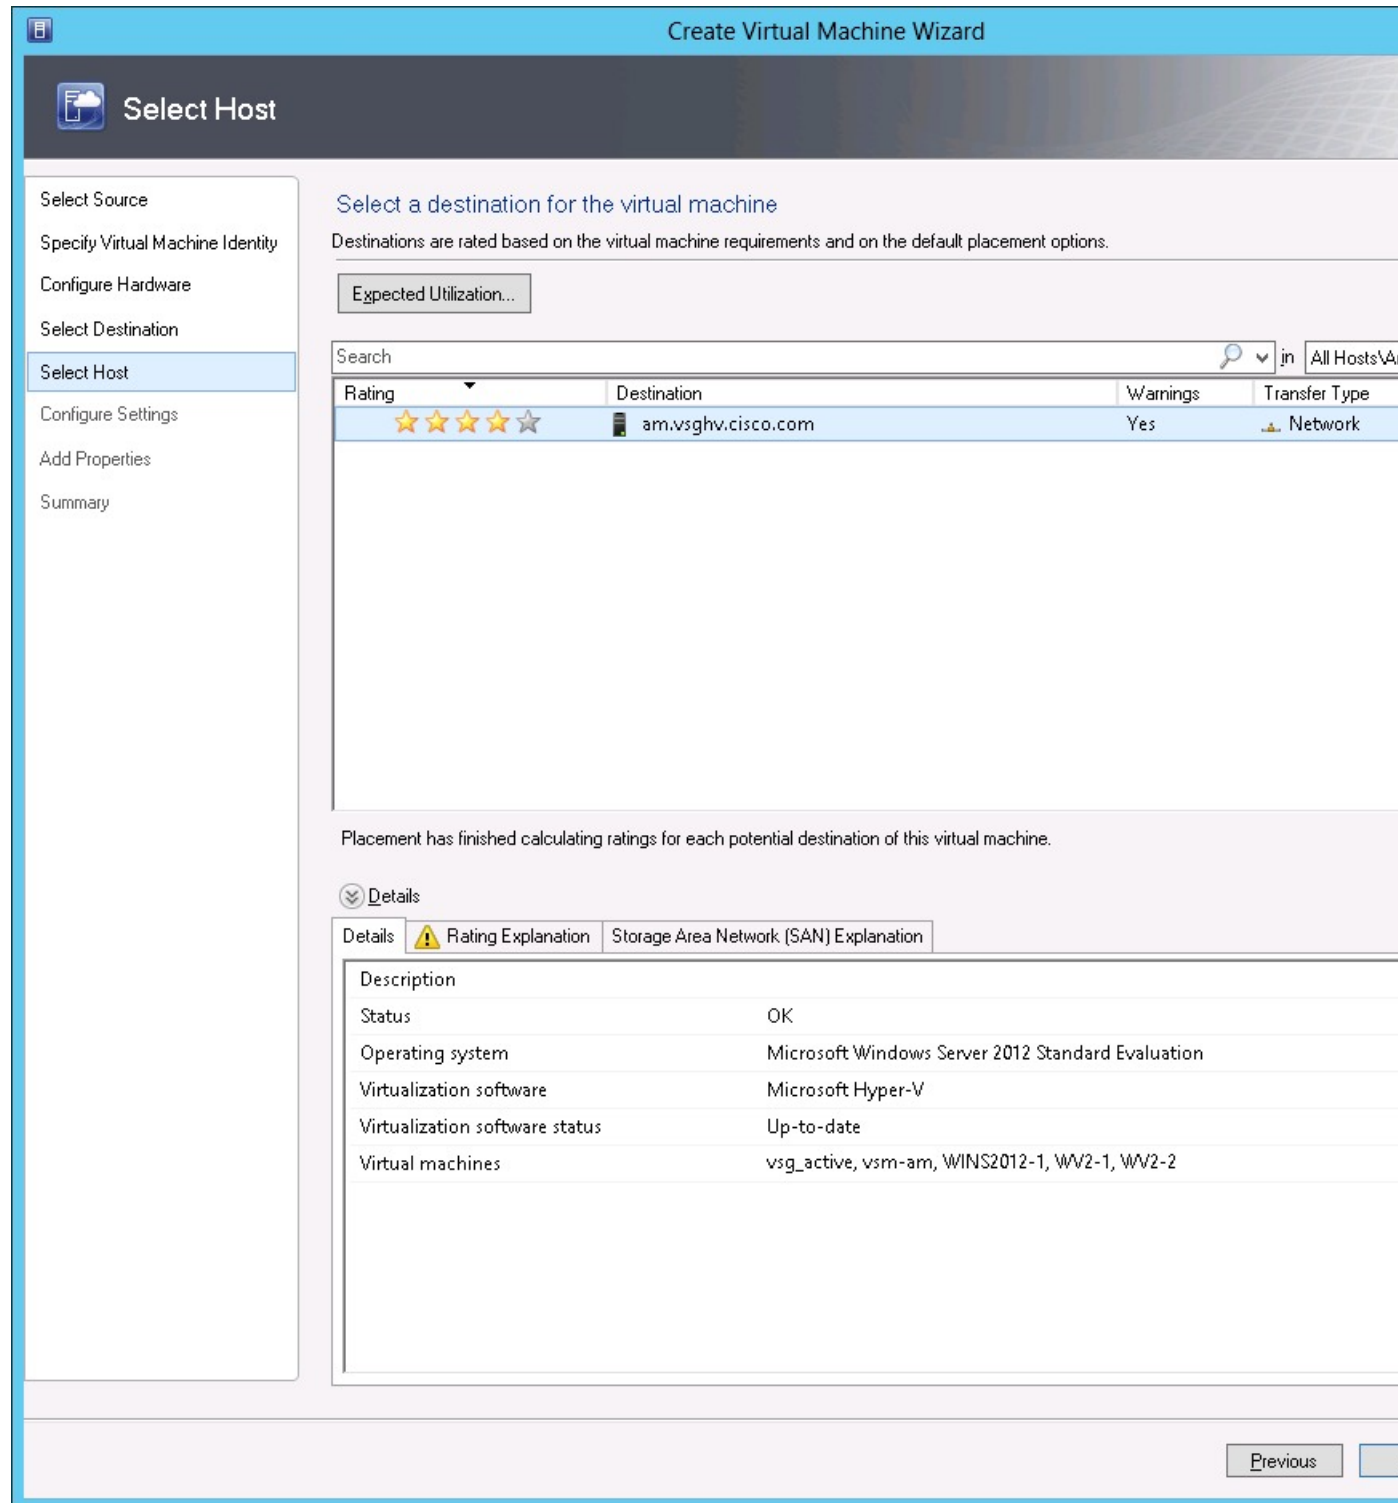 Create Virtual Machine Wizard
Select Host
Select Source
Specify Virtual Machine Identity
Configure Hardware
Select Destination
Select Host
Configure Settings
Add Properties
Summary
Select a destination for the virtual machine
Destinations are rated based on the virtual machine requirements and on the default placement options.
Expected Utilization...
Search in All Hosts\A
Rating Destination Warnings Transfer Type
am.vsghv.cisco.com Yes Network
Placement has finished calculating ratings for each potential destination of this virtual machine.
Details
Details Rating Explanation Storage Area Network (SAN) Explanation
Description
Status OK
Operating system Microsoft Windows Server 2012 Standard Evaluation
Virtualization software Microsoft Hyper-V
Virtualization software status Up-to-date
Virtual machines vsg_active, vsm-am, WINS2012-1, WV2-1, WV2-2
Previous